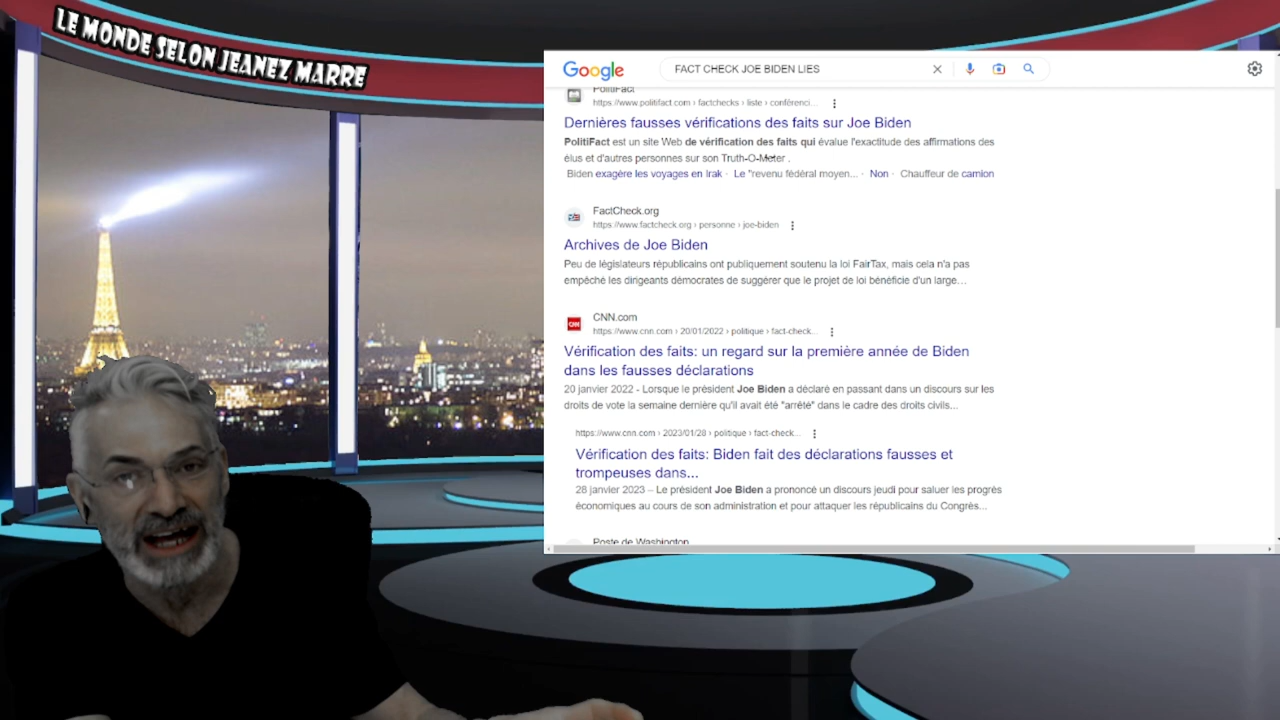 LE MONDE SELON JEANEZ MARRE
Google
FACT CHECK JOE BIDEN LIES
PolitiFact
https://www.politifact.com › factchecks › liste › conférenci...
Dernières fausses vérifications des faits sur Joe Biden
PolitiFact est un site Web de vérification des faits qui évalue l'exactitude des affirmations des
élus et d'autres personnes sur son Truth-O-Meter .
Biden exagère les voyages en Irak · Le "revenu fédéral moyen... · Non · Chauffeur de camion
FactCheck.org
https://www.factcheck.org › personne › joe-biden
Archives de Joe Biden
Peu de législateurs républicains ont publiquement soutenu la loi FairTax, mais cela n'a pas
empêché les dirigeants démocrates de suggérer que le projet de loi bénéficie d'un large...
CNN
CNN.com
https://www.cnn.com › 20/01/2022 › politique › fact-check...
Vérification des faits: un regard sur la première année de Biden
dans les fausses déclarations
20 janvier 2022 - Lorsque le président Joe Biden a déclaré en passant dans un discours sur les
droits de vote la semaine dernière qu'il avait été "arrêté" dans le cadre des droits civils...
https://www.cnn.com › 2023/01/28 › politique › fact-check...
Vérification des faits: Biden fait des déclarations fausses et
trompeuses dans...
28 janvier 2023 – Le président Joe Biden a prononcé un discours jeudi pour saluer les progrès
économiques au cours de son administration et pour attaquer les républicains du Congrès...
Poste de Washington